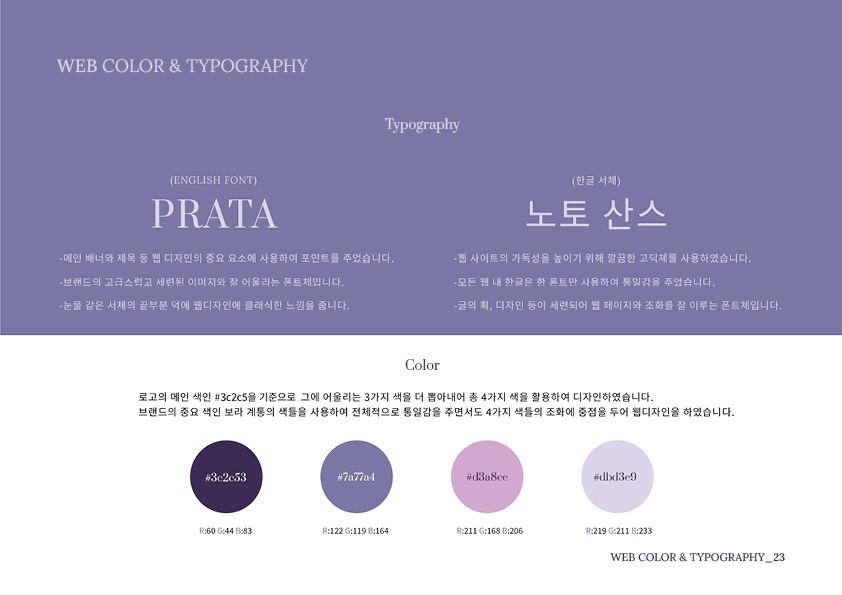 WEB COLOR & TYPOGRAPHY
Typography
(ENGLISH FONT)
PRATA
-메인 배너와 제목 등 웹 디자인의 중요 요소에 사용하여 포인트를 주었습니다.
-브랜드의 고급스럽고 세련된 이미지와 잘 어울리는 폰트체입니다.
-눈물 같은 서체의 끝부분 덕에 웹디자인에 클래식한 느낌을 줍니다.
(한글 서체)
노토 산스
-웹 사이트의 가독성을 높이기 위해 깔끔한 고딕체를 사용하였습니다.
-모든 웹 내 한글은 한 폰트만 사용하여 통일감을 주었습니다.
-글의 획, 디자인 등이 세련되어 웹 페이지와 조화를 잘 이루는 폰트체입니다.
Color
로고의 메인 색인 #3c2c5을 기준으로 그에 어울리는 3가지 색을 더 뽑아내어 총 4가지 색을 활용하여 디자인하였습니다.
브랜드의 중요 색인 보라 계통의 색들을 사용하여 전체적으로 통일감을 주면서도 4가지 색들의 조화에 중점을 두어 웹디자인을 하였습니다.
#3c2c53
#7a77a4
#d3a8ce
#dbd3e9
R:60 G:44 B:83
R:122 G:119 B:164
R:211 G:168 B:206
R:219 G:211 B:233
WEB COLOR & TYPOGRAPHY_23